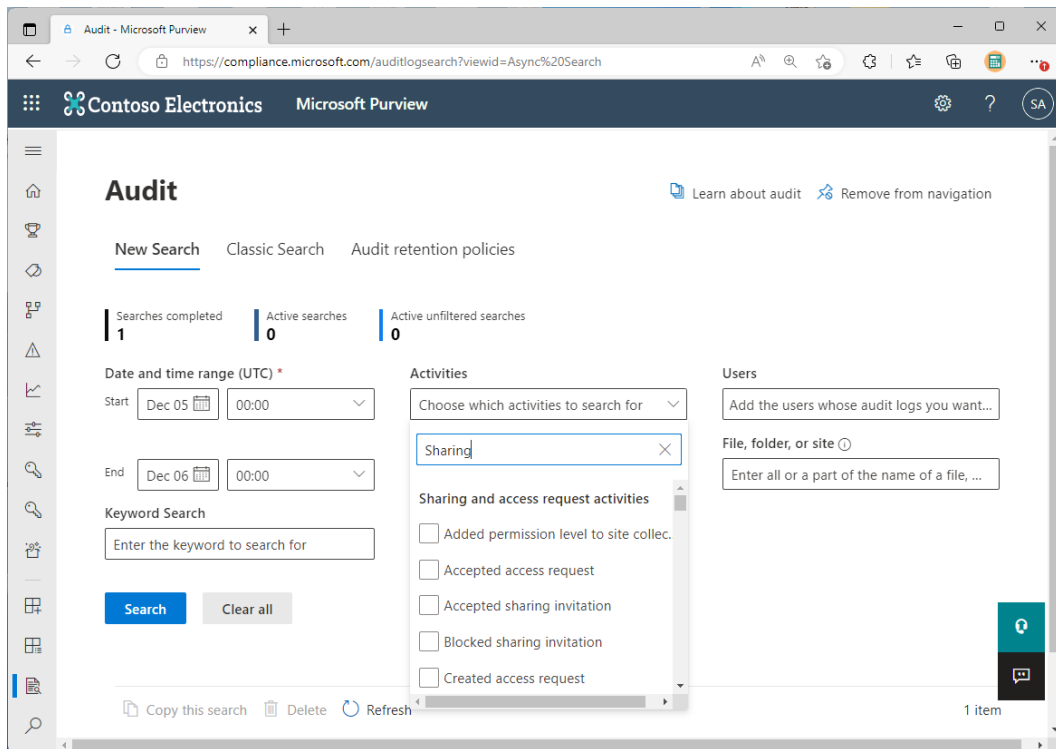 Audit - Microsoft Purview
https://compliance.microsoft.com/auditlogsearch?viewid=Async%20Search
Contoso Electronics
Microsoft Purview
?
SA
Audit
Learn about audit
Remove from navigation
New Search
Classic Search
Audit retention policies
Searches completed
1
Active searches
0
Active unfiltered searches
0
Date and time range (UTC) *
Start
Dec 05
00:00
End
Dec 06
00:00
Keyword Search
Enter the keyword to search for
Search
Clear all
Activities
Choose which activities to search for
Sharing
Sharing and access request activities
Added permission level to site collec.
Accepted access request
Accepted sharing invitation
Blocked sharing invitation
Created access request
Users
Add the users whose audit logs you want...
File, folder, or site
Enter all or a part of the name of a file, ...
Copy this search
Delete
Refresh
1 item